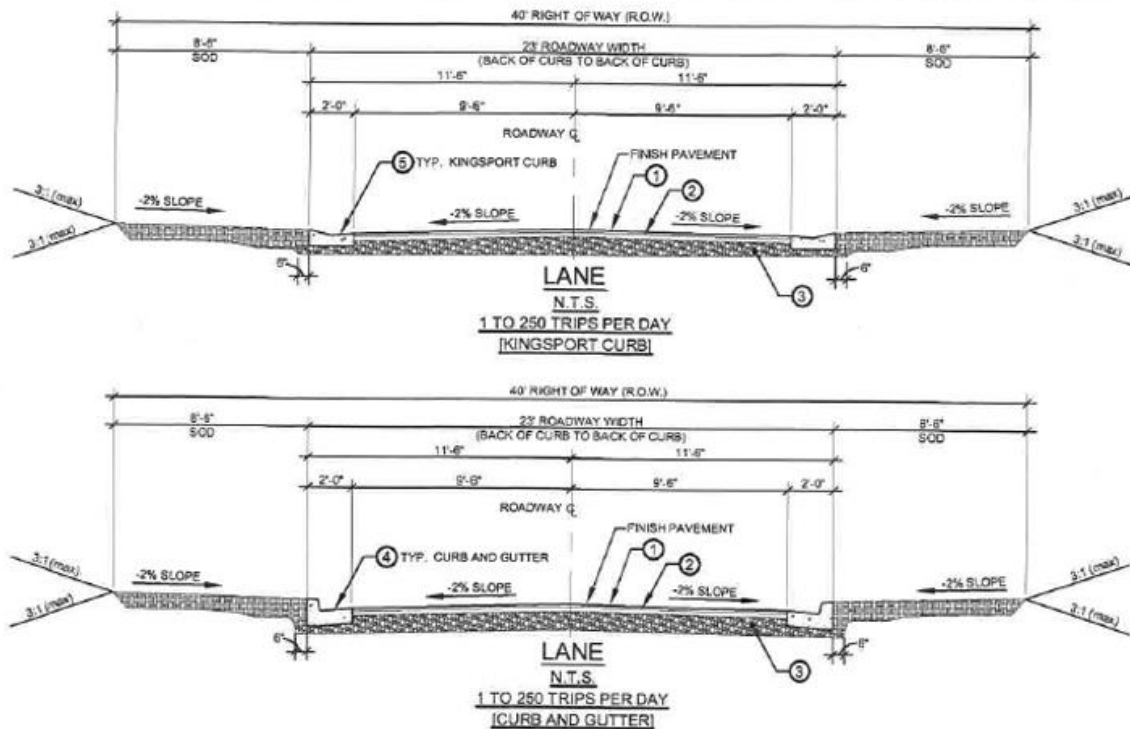 40' RIGHT OF WAY (R.O.W.)
8'-6" 23' ROADWAY WIDTH 8'-6"
SOD (BACK OF CURB TO BACK OF CURB) SOD
11'-6" 11'-6"
2'-0" 9'-6" 9'-6" 2'-0"
ROADWAY ℄
5 TYP. KINGSPORT CURB FINISH PAVEMENT
1
2
3:1 (max) -2% SLOPE -2% SLOPE -2% SLOPE -2% SLOPE 3:1 (max)
3:1 (max) 3:1 (max)
6" 6"
3
LANE
N.T.S.
1 TO 250 TRIPS PER DAY
[KINGSPORT CURB]
40' RIGHT OF WAY (R.O.W.)
8'-6" 23' ROADWAY WIDTH 8'-6"
SOD (BACK OF CURB TO BACK OF CURB) SOD
11'-6" 11'-6"
2'-0" 9'-6" 9'-6" 2'-0"
ROADWAY ℄
FINISH PAVEMENT
4 TYP. CURB AND GUTTER 1
2
3:1 (max) -2% SLOPE -2% SLOPE -2% SLOPE -2% SLOPE 3:1 (max)
3:1 (max) 3:1 (max)
6" 6"
3
LANE
N.T.S.
1 TO 250 TRIPS PER DAY
[CURB AND GUTTER]